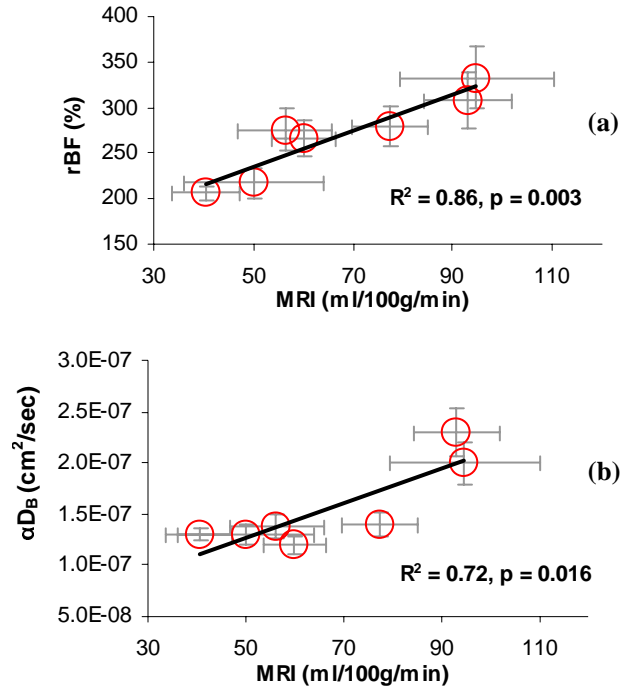 400
350
300
250
200
150
rBF (%)
(a)
R² = 0.86, p = 0.003
30 50 70 90 110
MRI (ml/100g/min)
3.0E-07
2.5E-07
2.0E-07
1.5E-07
1.0E-07
5.0E-08
αD_B (cm²/sec)
(b)
R² = 0.72, p = 0.016
30 50 70 90 110
MRI (ml/100g/min)